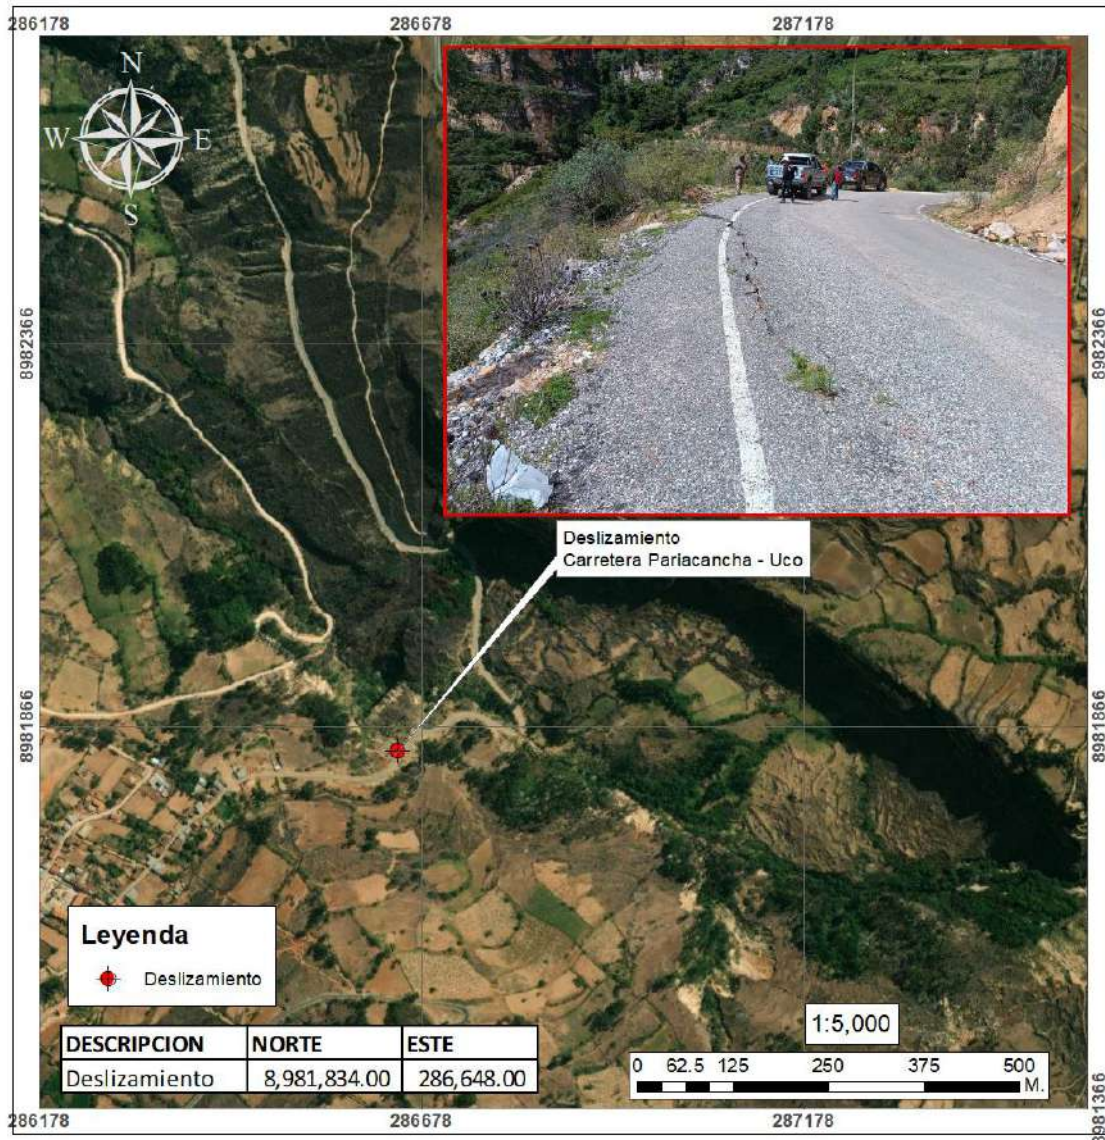 286178 286678 287178
N
W E
S
8982366 8982366
Deslizamiento
Carretera Pariacancha - Uco
8981866 8981866
Leyenda
Deslizamiento
1:5,000
DESCRIPCION NORTE ESTE
Deslizamiento 8,981,834.00 286,648.00
0 62.5 125 250 375 500
M.
8981366
286178 286678 287178